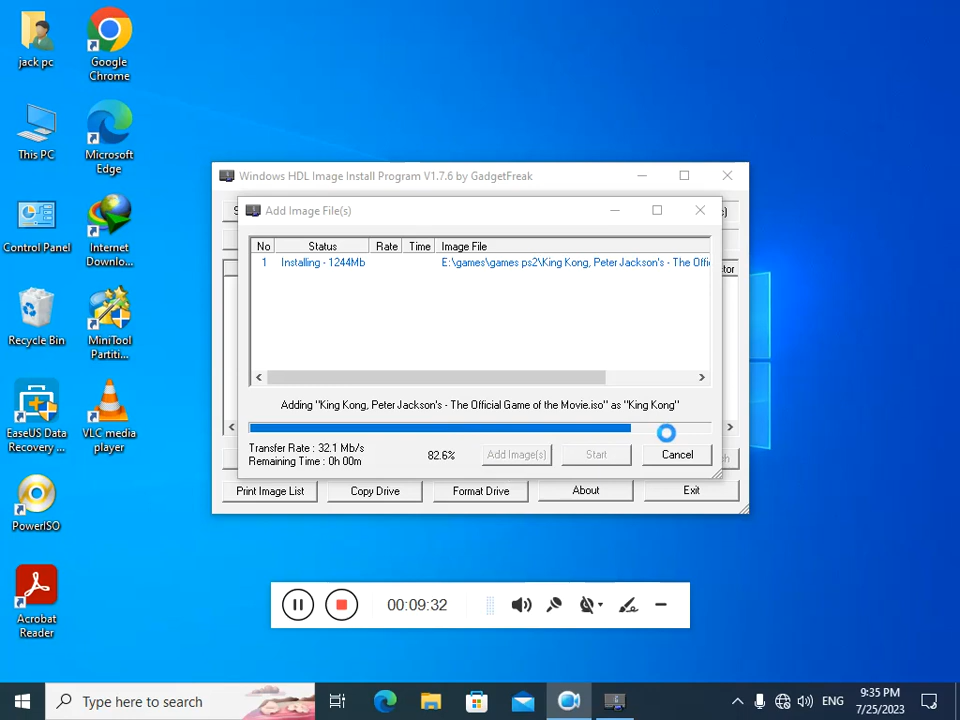 jack pc
Google
Chrome
This PC
Microsoft
Edge
Control Panel
Internet
Downlo...
Recycle Bin
MiniTool
Partiti...
EaseUS Data
Recovery ...
VLC media
player
PowerISO
Acrobat
Reader
Windows HDL Image Install Program V1.7.6 by GadgetFreak
Add Image File(s)
No Status Rate Time Image File
1 Installing - 1244Mb E:\games\games ps2\King Kong, Peter Jackson's - The Offi
Adding "King Kong, Peter Jackson's - The Official Game of the Movie.iso" as "King Kong"
Transfer Rate : 32.1 Mb/s
Remaining Time : 0h 00m
82.6% Add Image(s) Start Cancel
Print Image List Copy Drive Format Drive About Exit
00:09:32
Type here to search
ENG
9:35 PM
7/25/2023